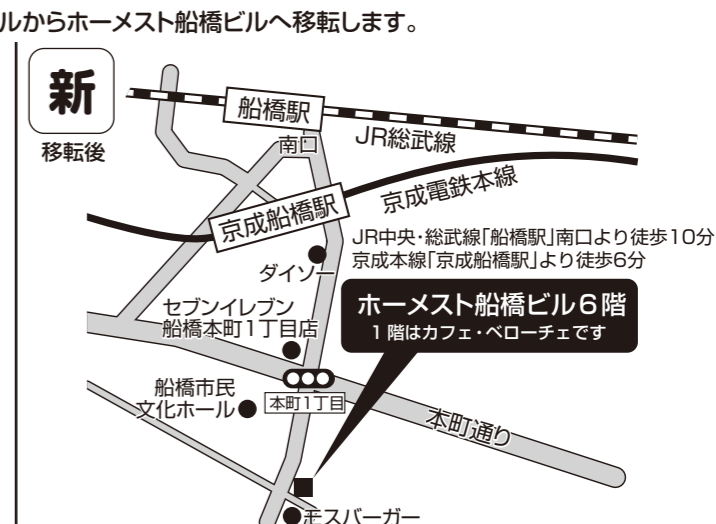 ルからホーメスト船橋ビルへ移転します。
新
移転後
船橋駅
南口
JR総武線
京成船橋駅
京成電鉄本線
JR中央・総武線「船橋駅」南口より徒歩10分
京成本線「京成船橋駅」より徒歩6分
ダイソー
ホーメスト船橋ビル6階
1階はカフェ・ベローチェです
セブンイレブン
船橋本町1丁目店
船橋市民
文化ホール
本町1丁目
本町通り
モスバーガー